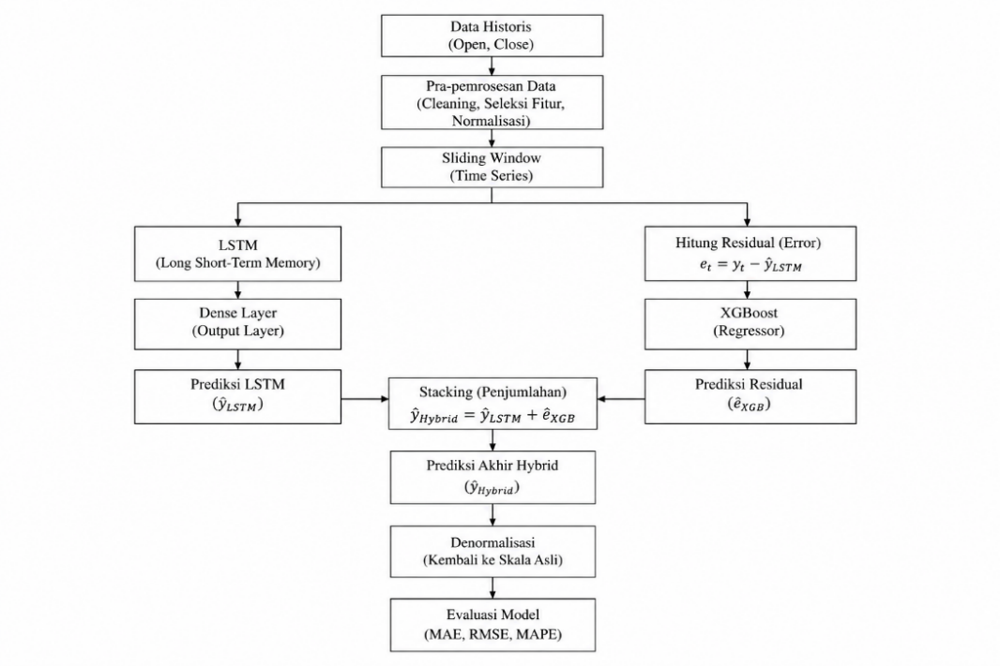 Data Historis
(Open, Close)
Pra-pemrosesan Data
(Cleaning, Seleksi Fitur,
Normalisasi)
Sliding Window
(Time Series)
LSTM
(Long Short-Term Memory)
Dense Layer
(Output Layer)
Prediksi LSTM
(ŷ_LSTM)
Hitung Residual (Error)
e_t = y_t − ŷ_LSTM
XGBoost
(Regressor)
Prediksi Residual
(ê_XGB)
Stacking (Penjumlahan)
ŷ_Hybrid = ŷ_LSTM + ê_XGB
Prediksi Akhir Hybrid
(ŷ_Hybrid)
Denormalisasi
(Kembali ke Skala Asli)
Evaluasi Model
(MAE, RMSE, MAPE)